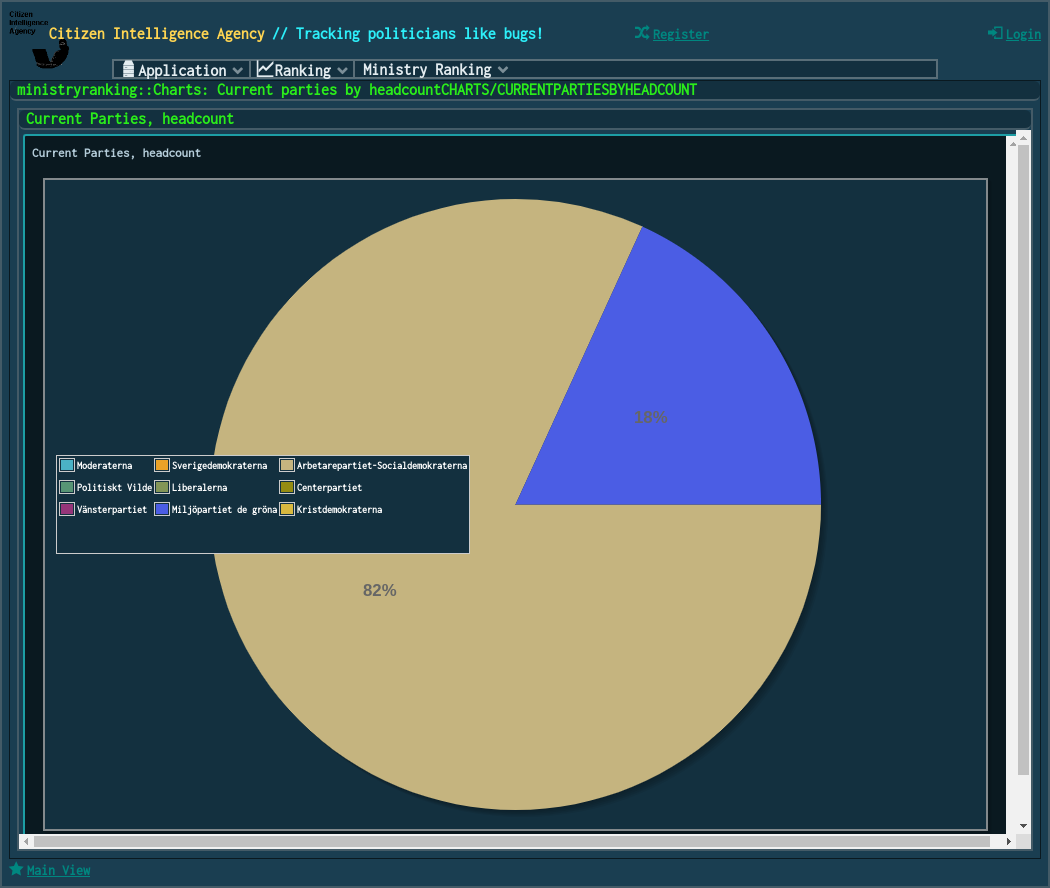 Citizen
Intelligence
Agency
Citizen Intelligence Agency // Tracking politicians like bugs!
Register
Login
Application
Ranking
Ministry Ranking
ministryranking::Charts: Current parties by headcountCHARTS/CURRENTPARTIESBYHEADCOUNT
Current Parties, headcount
Current Parties, headcount
18%
Moderaterna Sverigedemokraterna Arbetarepartiet-Socialdemokraterna
Politiskt Vilde Liberalerna Centerpartiet
Vänsterpartiet Miljöpartiet de gröna Kristdemokraterna
82%
Main View